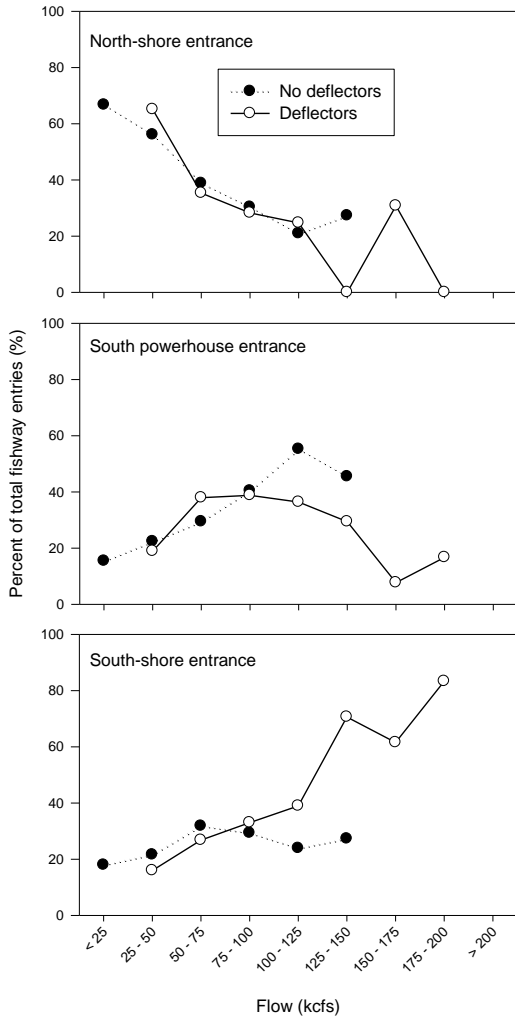 100
North-shore entrance
80
No deflectors
Deflectors
60
40
20
0
100
South powerhouse entrance
80
60
40
20
0
Percent of total fishway entries (%)
100
South-shore entrance
80
60
40
20
0
< 25
25 - 50
50 - 75
75 - 100
100 - 125
125 - 150
150 - 175
175 - 200
> 200
Flow (kcfs)